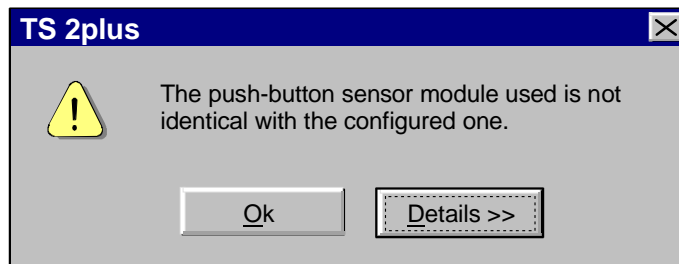 TS 2plus
The push-button sensor module used is not
identical with the configured one.
Ok
Details >>